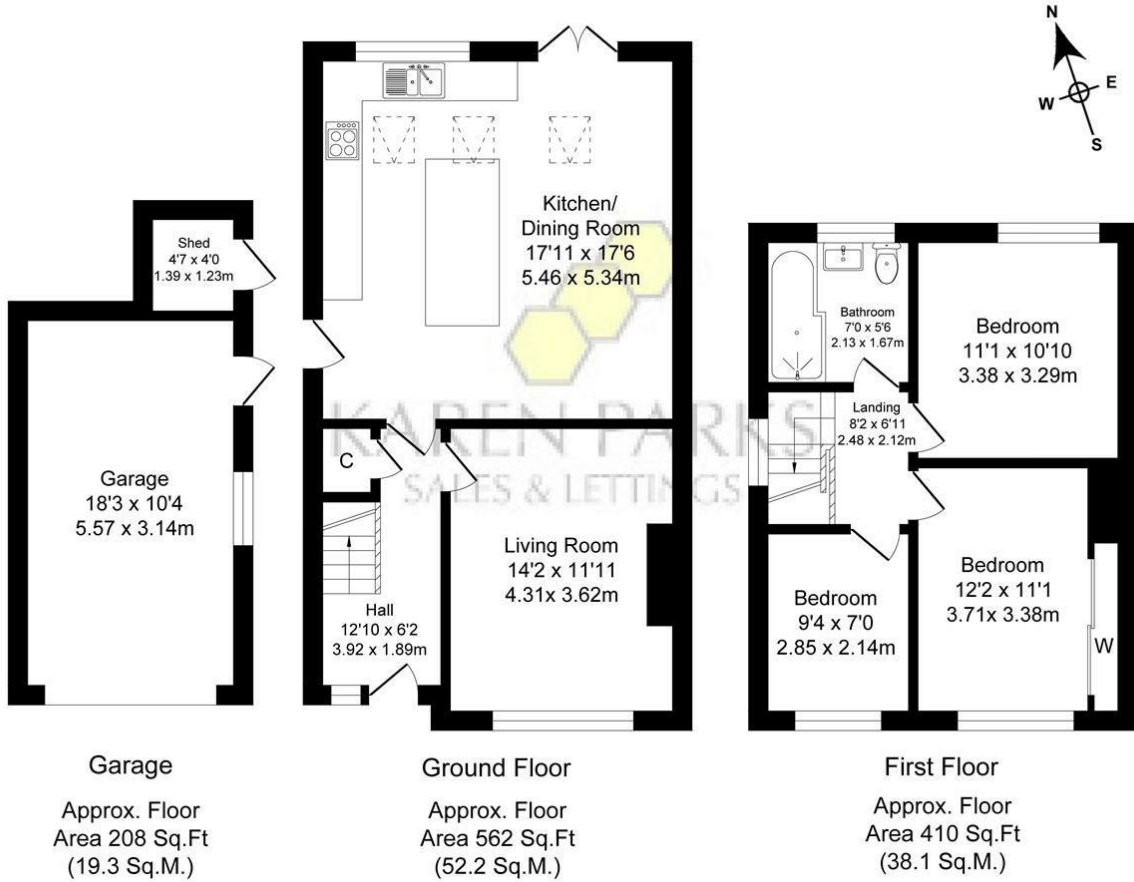 N
E
W
S
Shed
4'7 x 4'0
1.39 x 1.23m
Garage
18'3 x 10'4
5.57 x 3.14m
Kitchen/
Dining Room
17'11 x 17'6
5.46 x 5.34m
KAREN PARKS
SALES & LETTINGS
C
Hall
12'10 x 6'2
3.92 x 1.89m
Living Room
14'2 x 11'11
4.31x 3.62m
Bathroom
7'0 x 5'6
2.13 x 1.67m
Bedroom
11'1 x 10'10
3.38 x 3.29m
Landing
8'2 x 6'11
2.48 x 2.12m
Bedroom
9'4 x 7'0
2.85 x 2.14m
Bedroom
12'2 x 11'1
3.71x 3.38m
W
Garage
Approx. Floor
Area 208 Sq.Ft
(19.3 Sq.M.)
Ground Floor
Approx. Floor
Area 562 Sq.Ft
(52.2 Sq.M.)
First Floor
Approx. Floor
Area 410 Sq.Ft
(38.1 Sq.M.)